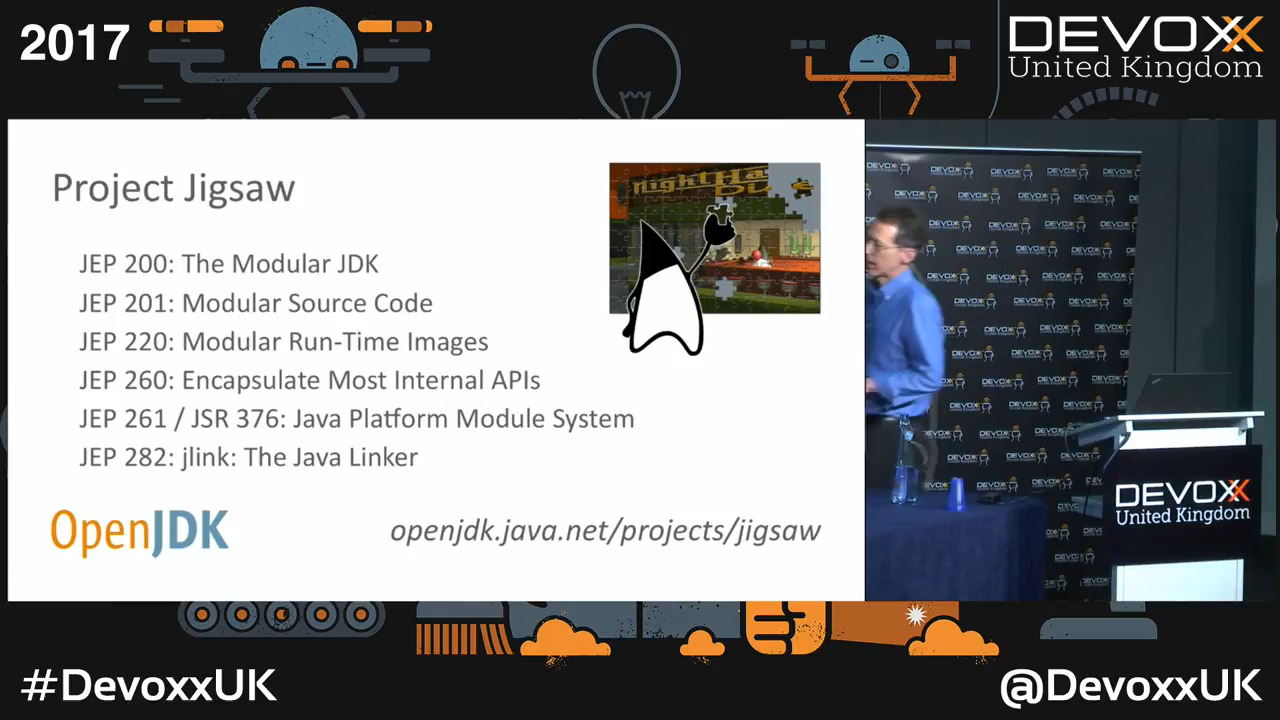 2017
DEVOXX
United Kingdom
Project Jigsaw
JEP 200: The Modular JDK
JEP 201: Modular Source Code
JEP 220: Modular Run-Time Images
JEP 260: Encapsulate Most Internal APIs
JEP 261 / JSR 376: Java Platform Module System
JEP 282: jlink: The Java Linker
OpenJDK
openjdk.java.net/projects/jigsaw
DEVOXX
United Kingdom
#DevoxxUK
@DevoxxUK